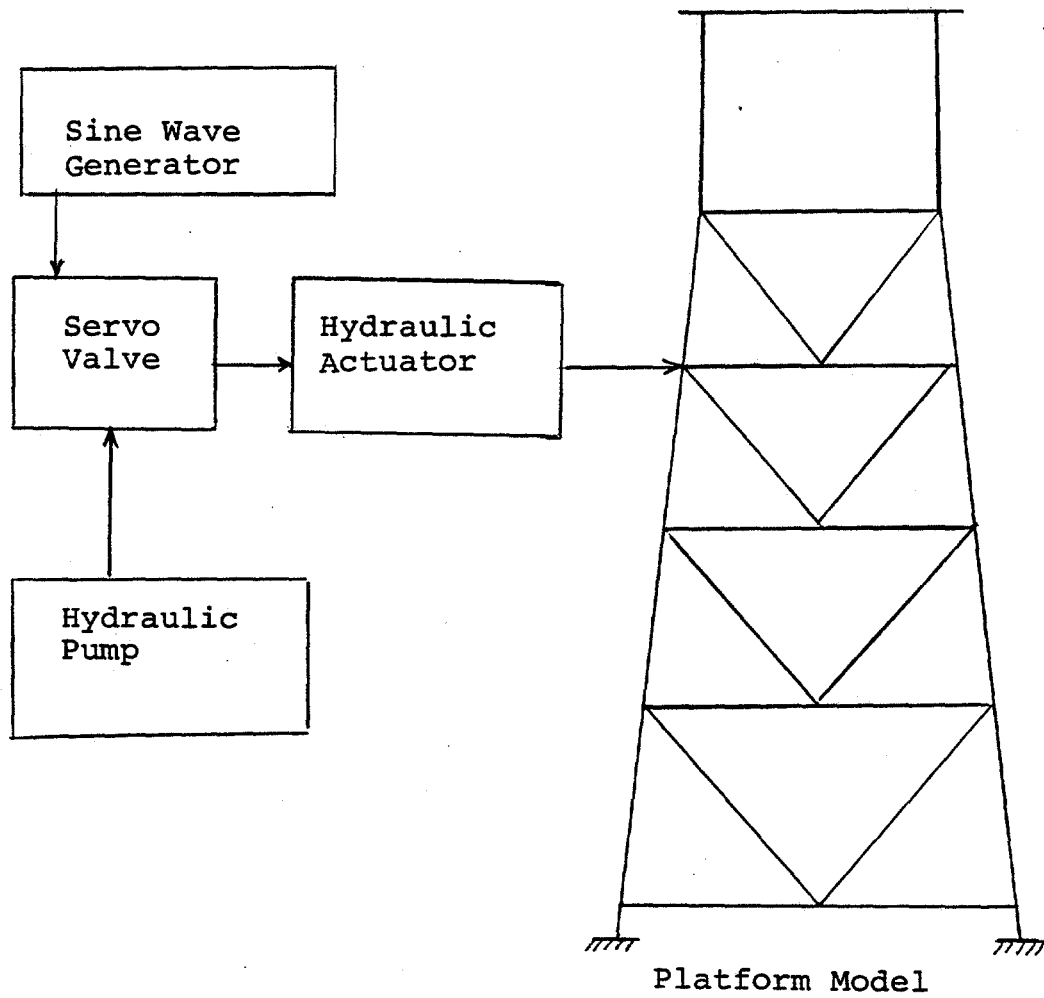 Sine Wave
Generator
Servo
Valve
Hydraulic
Actuator
Hydraulic
Pump
Platform Model